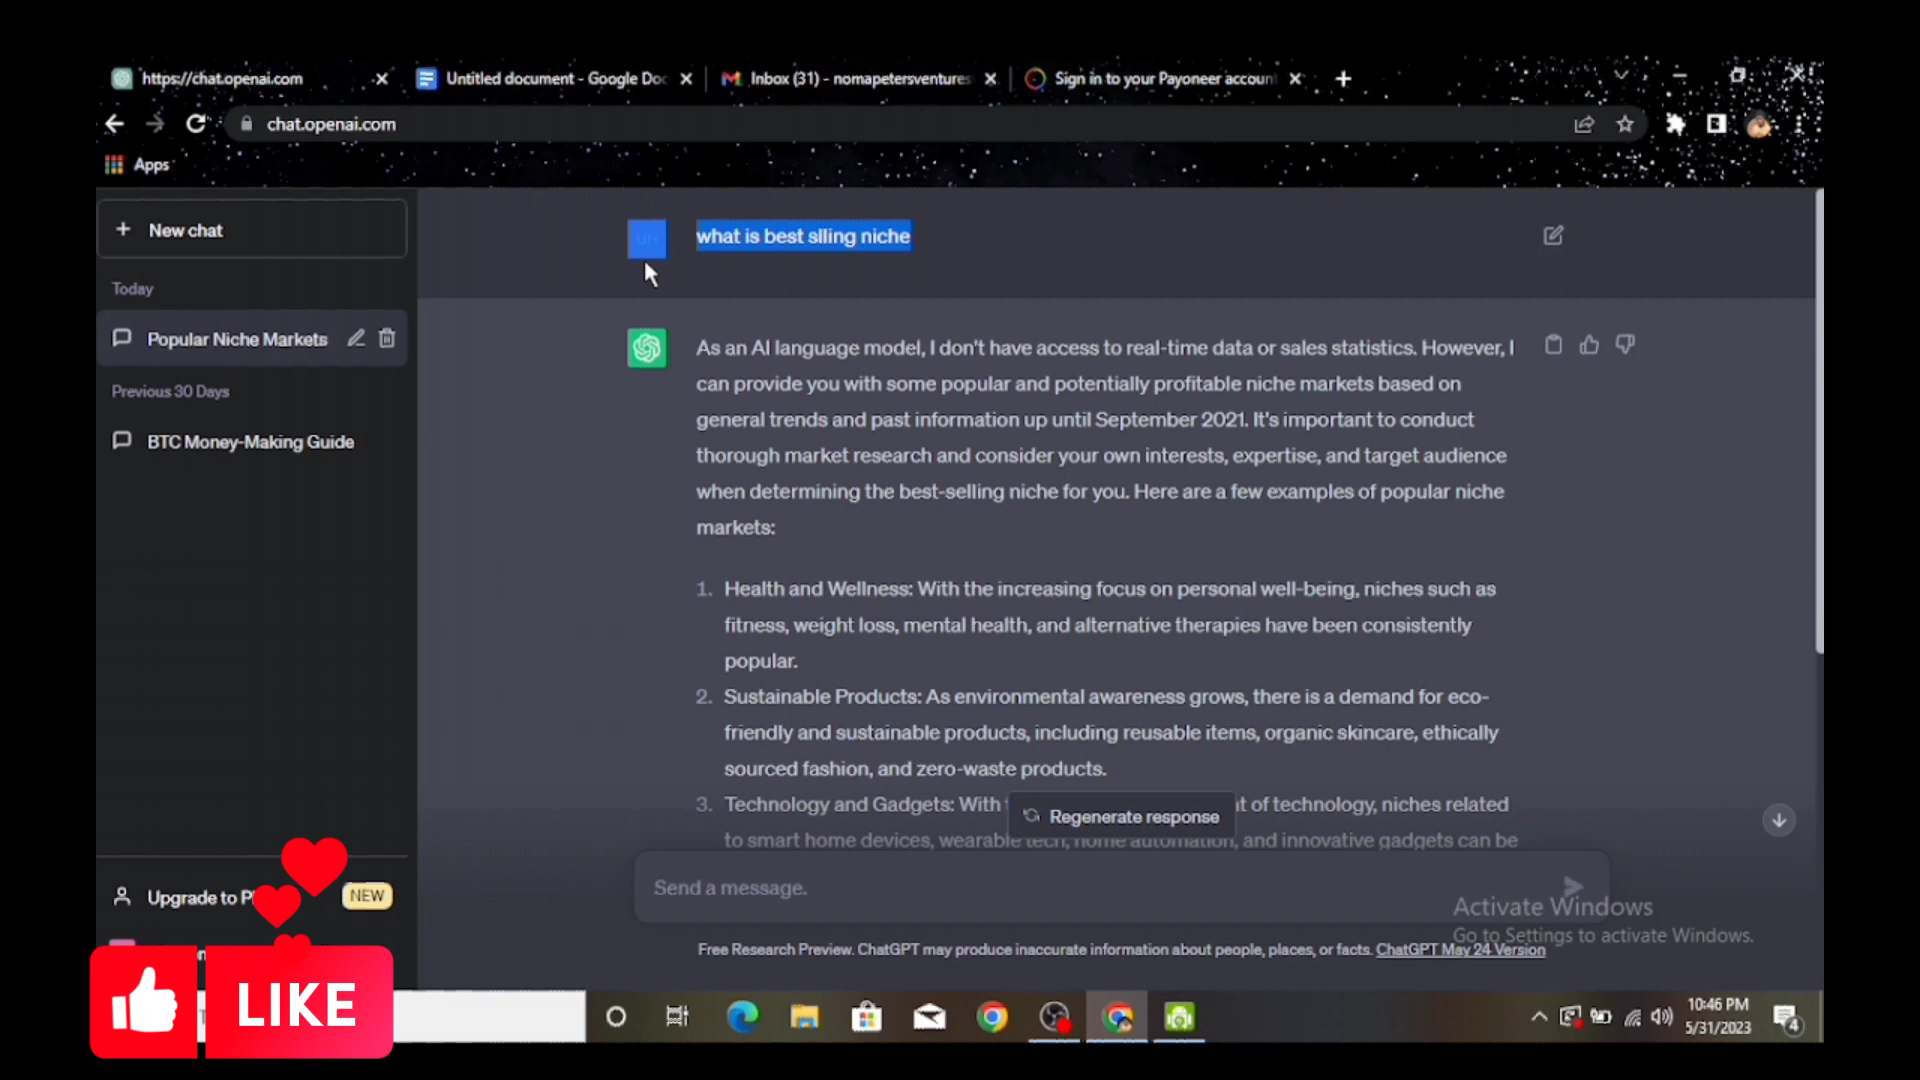 https://chat.openai.com
Untitled document - Google Doc
Inbox (31) - nomapetersventures
Sign in to your Payoneer account
chat.openai.com
Apps
New chat
Today
Popular Niche Markets
Previous 30 Days
BTC Money-Making Guide
what is best slling niche
As an AI language model, I don't have access to real-time data or sales statistics. However, I
can provide you with some popular and potentially profitable niche markets based on
general trends and past information up until September 2021. It's important to conduct
thorough market research and consider your own interests, expertise, and target audience
when determining the best-selling niche for you. Here are a few examples of popular niche
markets:
1. Health and Wellness: With the increasing focus on personal well-being, niches such as
fitness, weight loss, mental health, and alternative therapies have been consistently
popular.
2. Sustainable Products: As environmental awareness grows, there is a demand for eco-
friendly and sustainable products, including reusable items, organic skincare, ethically
sourced fashion, and zero-waste products.
3. Technology and Gadgets: With t of technology, niches related
to smart home devices, wearable tech, home automation, and innovative gadgets can be
Regenerate response
Upgrade to Pl
NEW
Send a message.
Activate Windows
Go to Settings to activate Windows.
Free Research Preview. ChatGPT may produce inaccurate information about people, places, or facts. ChatGPT May 24 Version
LIKE
10:46 PM
5/31/2023
4